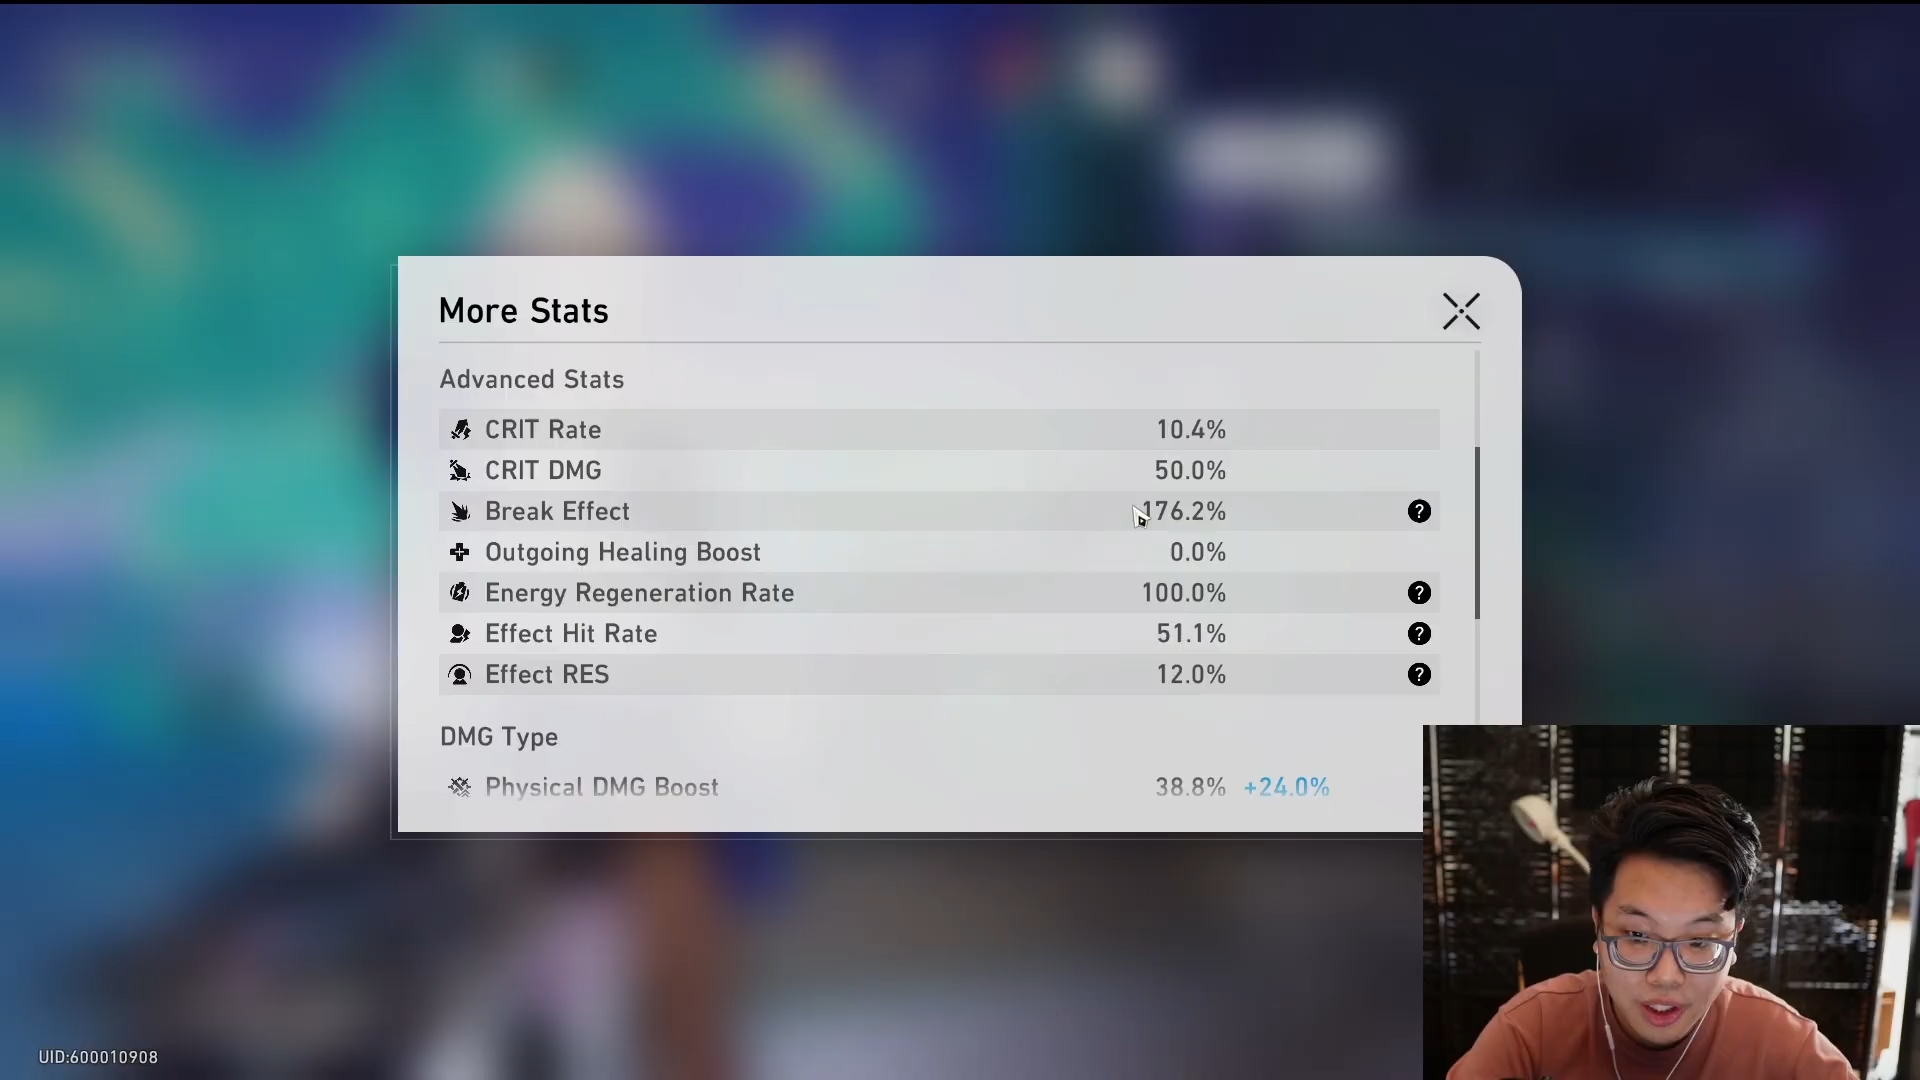 More Stats
Advanced Stats
CRIT Rate 10.4%
CRIT DMG 50.0%
Break Effect 176.2% ?
Outgoing Healing Boost 0.0%
Energy Regeneration Rate 100.0% ?
Effect Hit Rate 51.1% ?
Effect RES 12.0% ?
DMG Type
Physical DMG Boost 38.8% +24.0%
UID:600010908